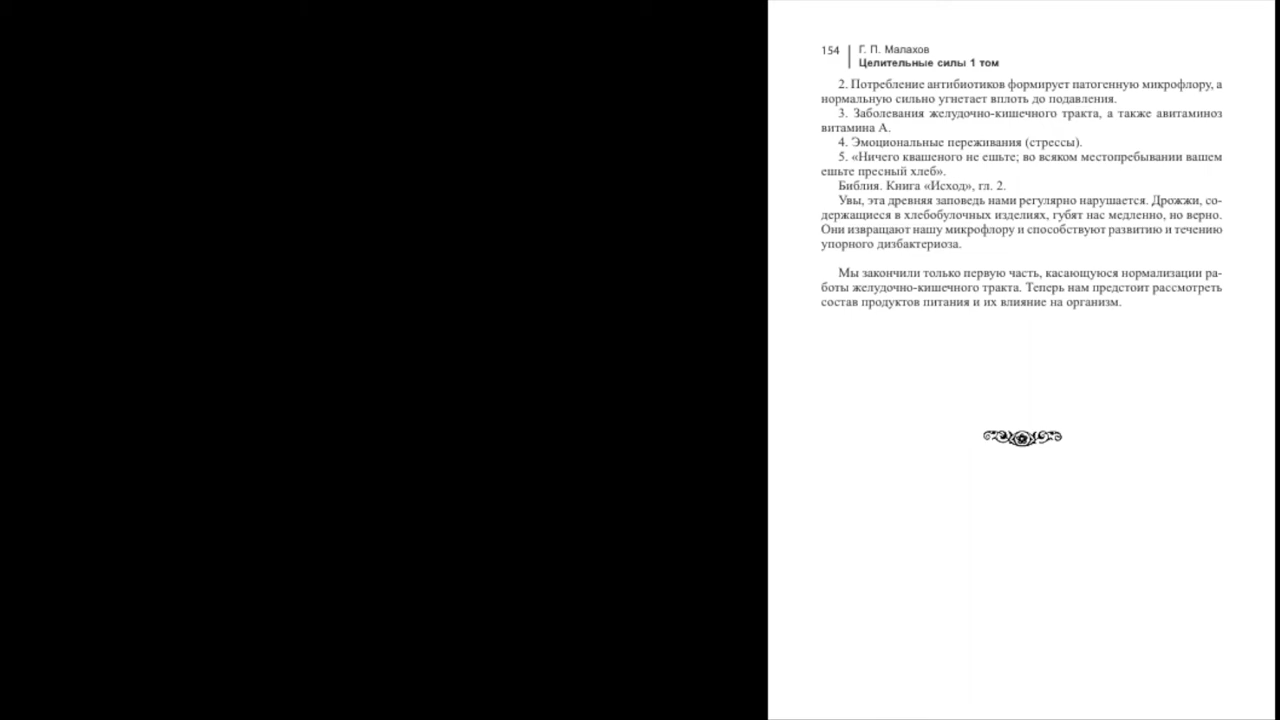 154
Г. П. Малахов
Целительные силы 1 том
2. Потребление антибиотиков формирует патогенную микрофлору, а
нормальную сильно угнетает вплоть до подавления.
3. Заболевания желудочно-кишечного тракта, а также авитаминоз
витамина А.
4. Эмоциональные переживания (стрессы).
5. «Ничего квашеного не ешьте; во всяком местопребывании вашем
ешьте пресный хлеб».
Библия. Книга «Исход», гл. 2.
Увы, эта древняя заповедь нами регулярно нарушается. Дрожжи, со-
держащиеся в хлебобулочных изделиях, губят нас медленно, но верно.
Они извращают нашу микрофлору и способствуют развитию и течению
упорного дизбактериоза.
Мы закончили только первую часть, касающуюся нормализации ра-
боты желудочно-кишечного тракта. Теперь нам предстоит рассмотреть
состав продуктов питания и их влияние на организм.